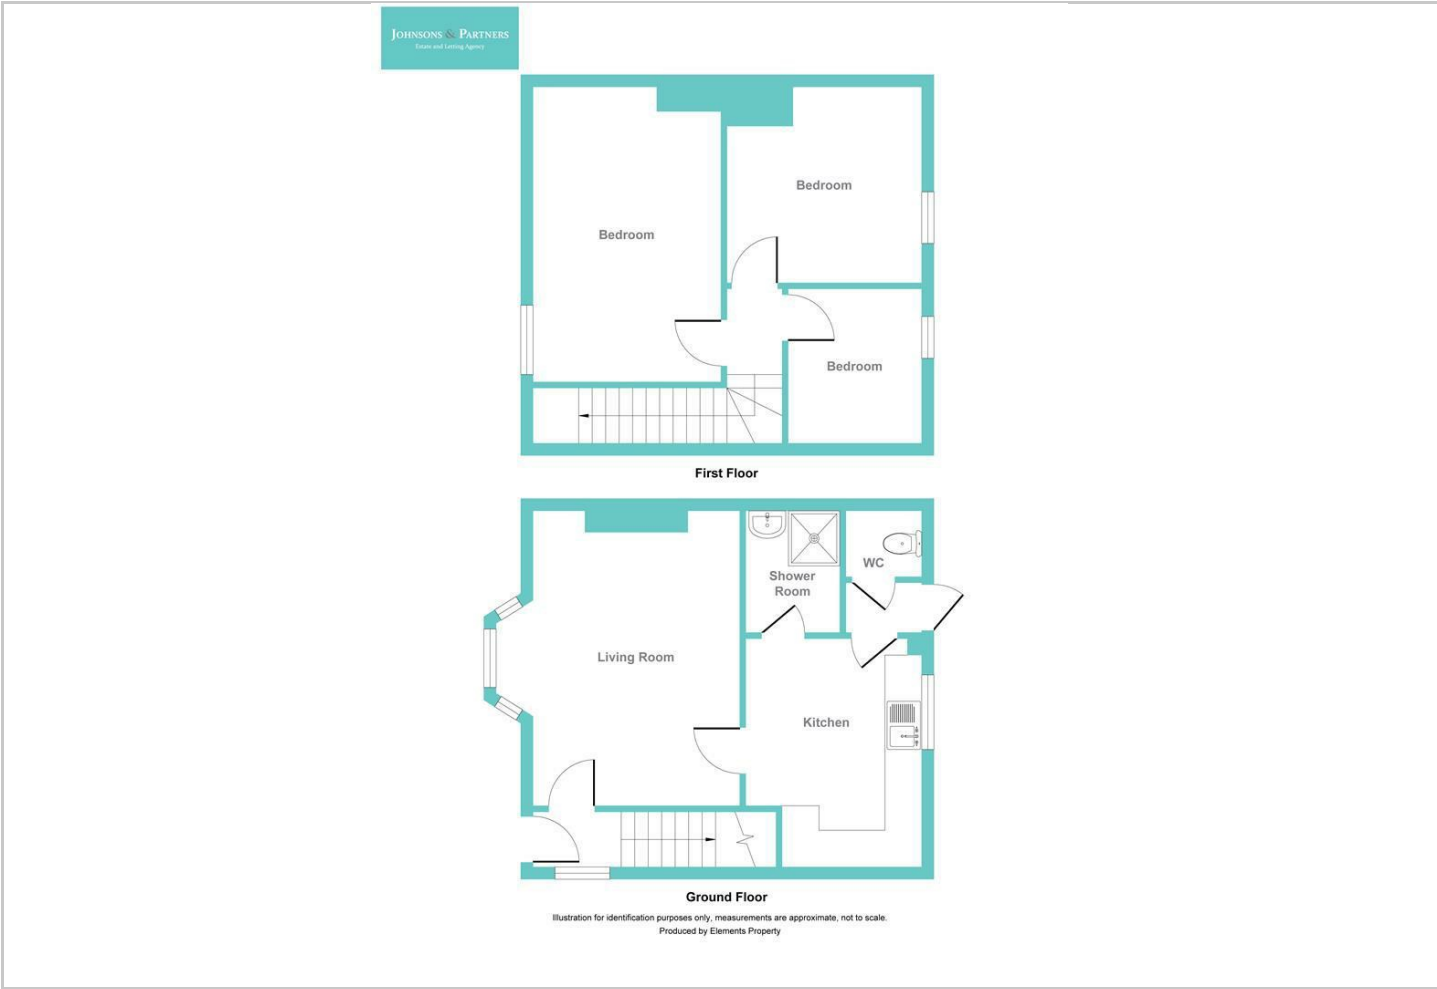 JOHNSONS & PARTNERS
Estate and Letting Agency
Bedroom
Bedroom
Bedroom
First Floor
WC
Shower
Room
Living Room
Kitchen
Ground Floor
Illustration for identification purposes only, measurements are approximate, not to scale.
Produced by Elements Property